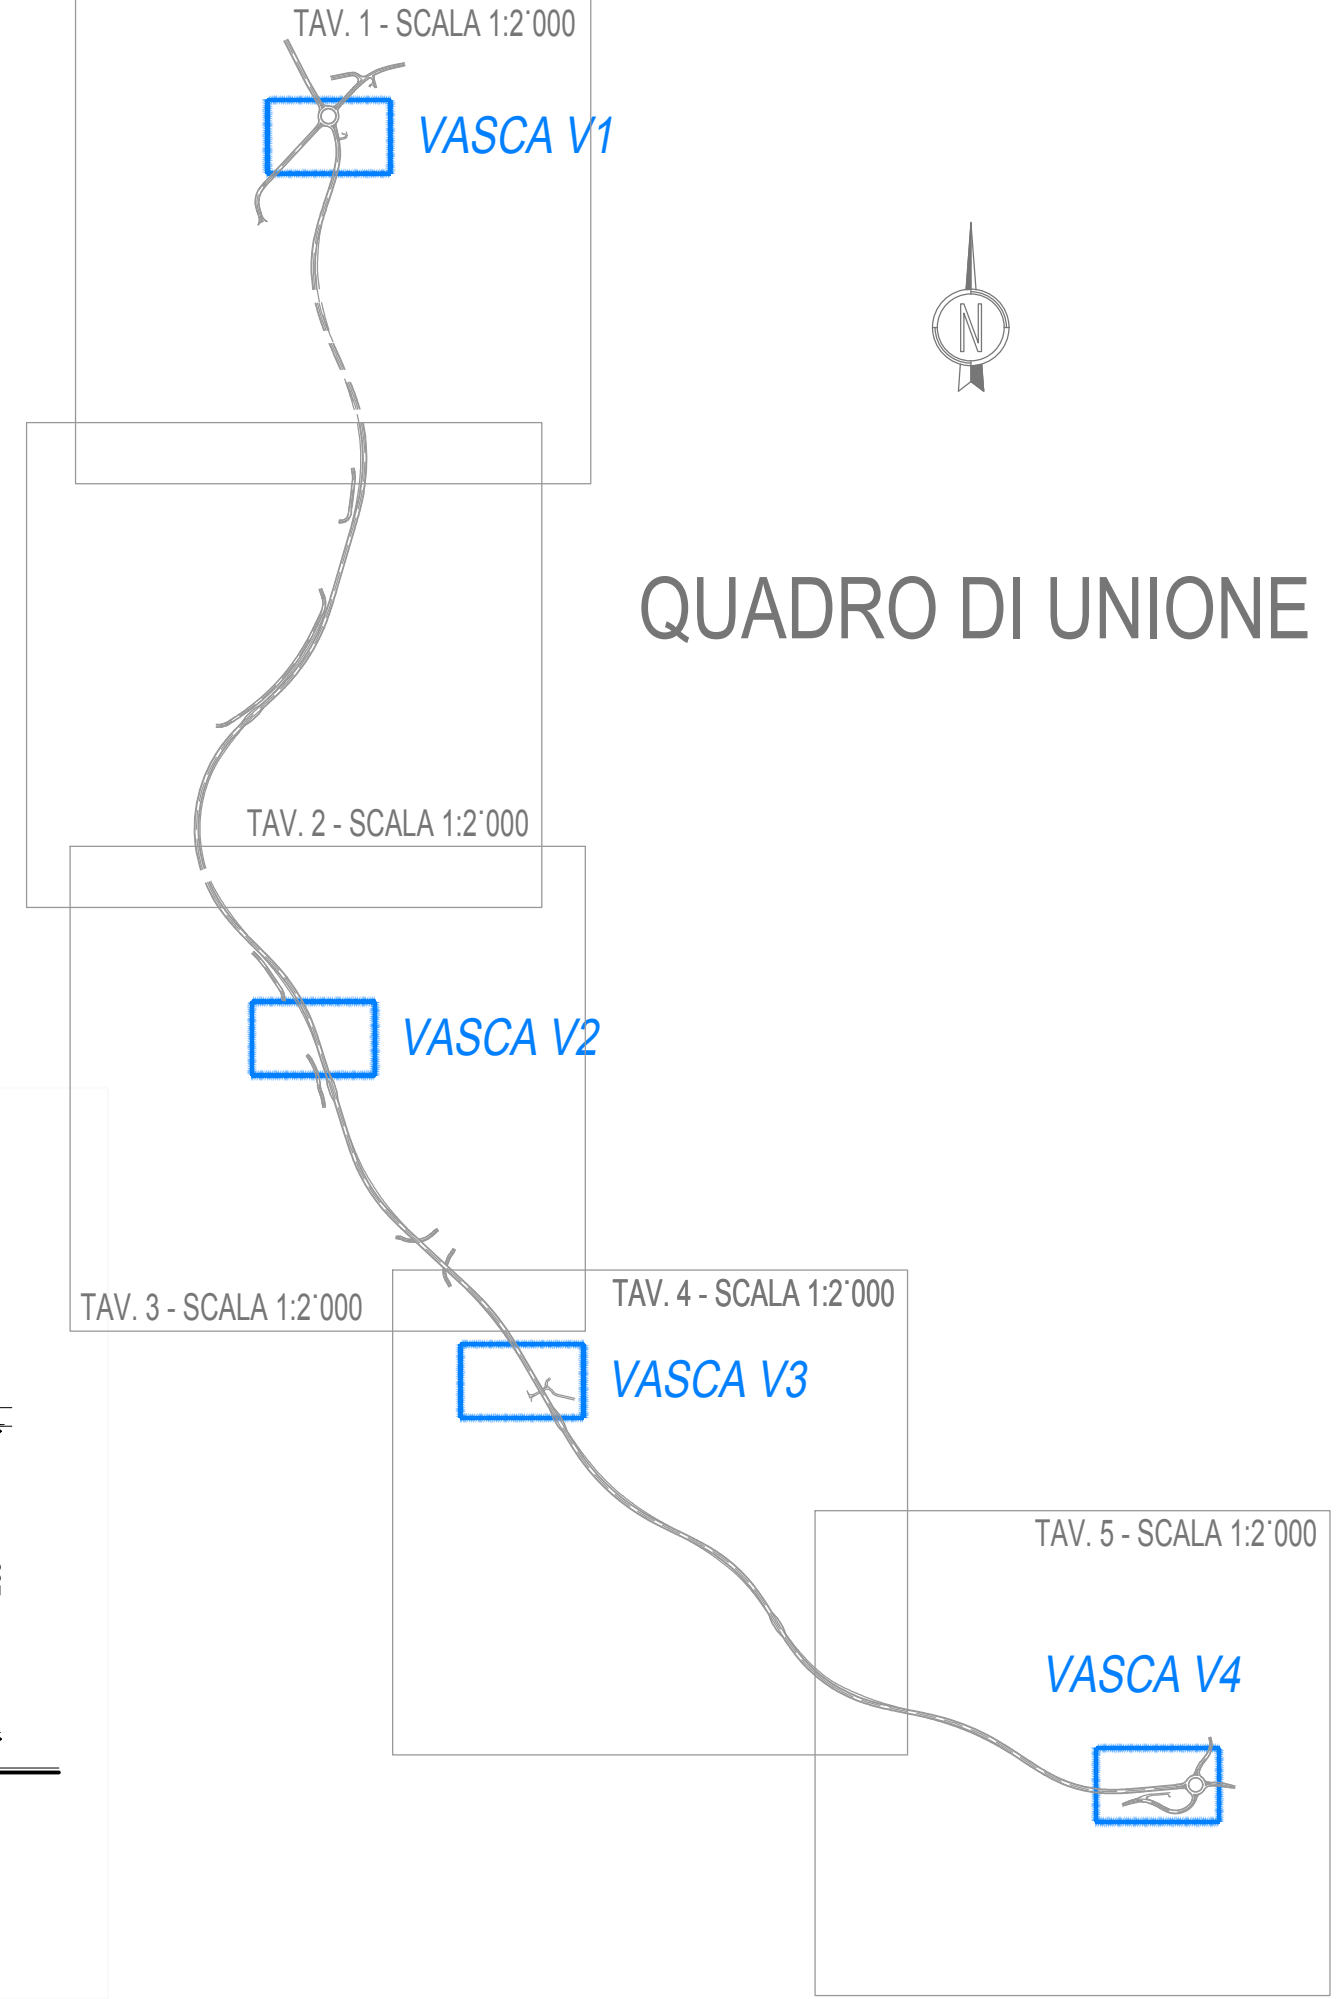 TAV. 1 - SCALA 1:2˙000
VASCA V1
N
QUADRO DI UNIONE
TAV. 2 - SCALA 1:2˙000
VASCA V2
TAV. 3 - SCALA 1:2˙000
TAV. 4 - SCALA 1:2˙000
VASCA V3
TAV. 5 - SCALA 1:2˙000
VASCA V4